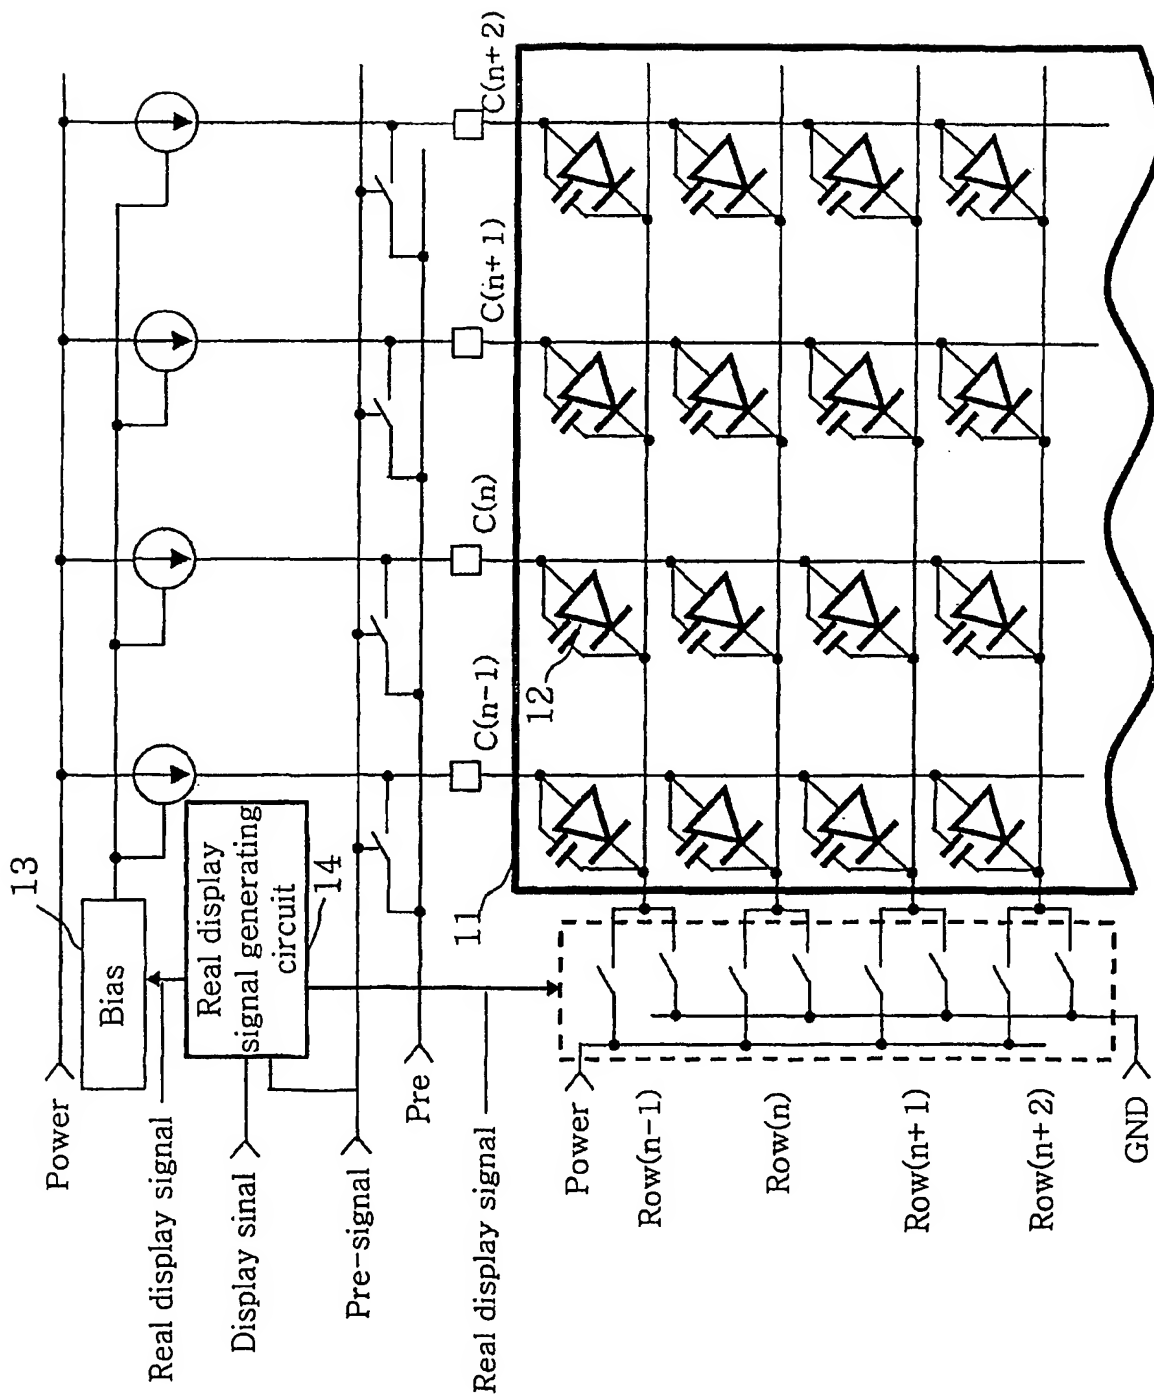 13
Power
Bias
Real display signal
Real display
signal generating
circuit
14
Display sinal
Pre-signal
Pre
Real display signal
C(n-1)
C(n)
C(n+1)
C(n+2)
11
12
Power
Row(n-1)
Row(n)
Row(n+1)
Row(n+2)
GND